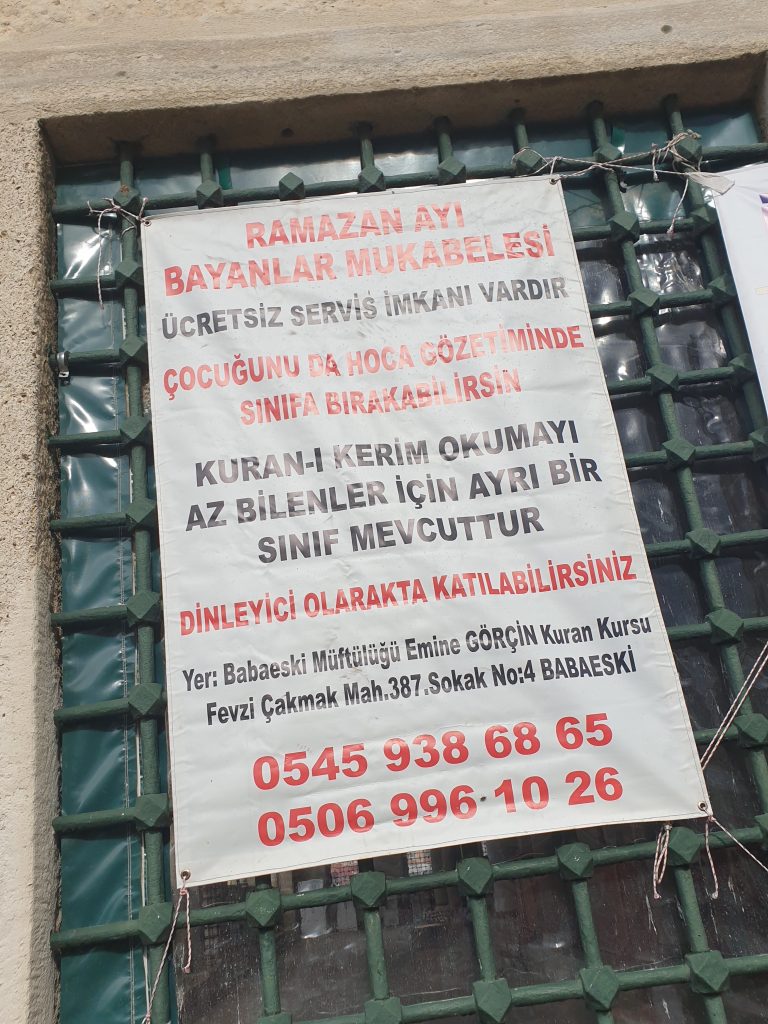 RAMAZAN AYI
BAYANLAR MUKABELESİ
ÜCRETSİZ SERVİS İMKANI VARDIR
ÇOCUĞUNU DA HOCA GÖZETİMİNDE
SINIFA BIRAKABİLİRSİN
KURAN-I KERİM OKUMAYI
AZ BİLENLER İÇİN AYRI BİR
SINIF MEVCUTTUR
DİNLEYİCİ OLARAKTA KATILABİLİRSİNİZ
Yer: Babaeski Müftülüğü Emine GÖRÇİN Kuran Kursu
Fevzi Çakmak Mah.387.Sokak No:4 BABAESKİ
0545 938 68 65
0506 996 10 26